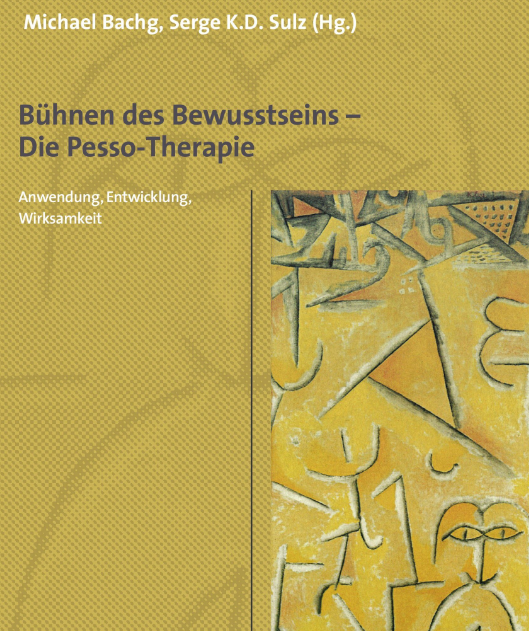 Michael Bachg, Serge K.D. Sulz (Hg.)
Bühnen des Bewusstseins –
Die Pesso-Therapie
Anwendung, Entwicklung,
Wirksamkeit